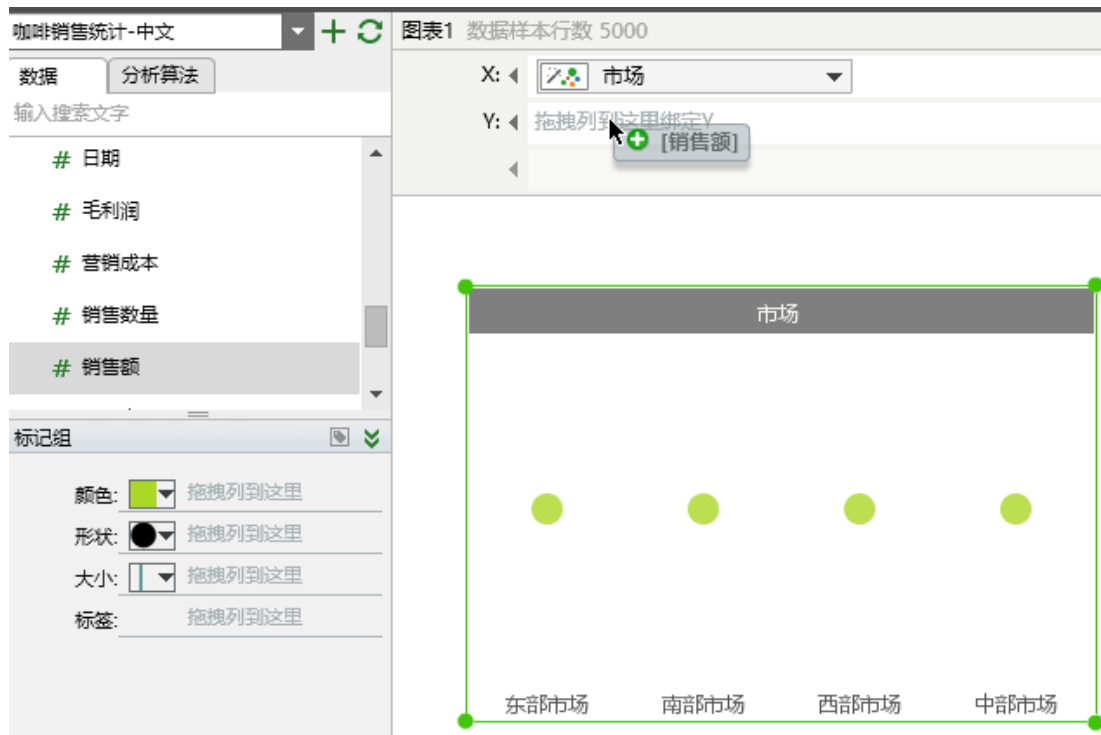 咖啡销售统计-中文
数据 分析算法
输入搜索文字
# 日期
# 毛利润
# 营销成本
# 销售数量
# 销售额
标记组
颜色: 拖拽列到这里
形状: 拖拽列到这里
大小: 拖拽列到这里
标签: 拖拽列到这里
图表1 数据样本行数 5000
X: 市场
Y: 拖拽列到这里绑定Y
[销售额]
市场
东部市场 南部市场 西部市场 中部市场